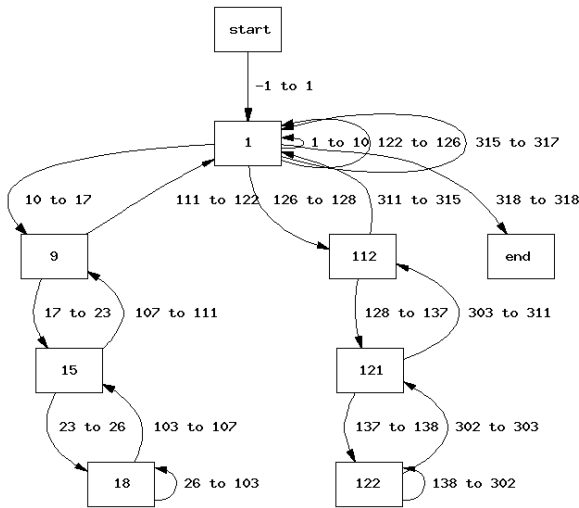 start
-1 to 1
1
1 to 10
122 to 126
315 to 317
10 to 17
111 to 122
126 to 128
311 to 315
318 to 318
9
112
end
17 to 23
107 to 111
128 to 137
303 to 311
15
121
23 to 26
103 to 107
137 to 138
302 to 303
18
26 to 103
122
138 to 302